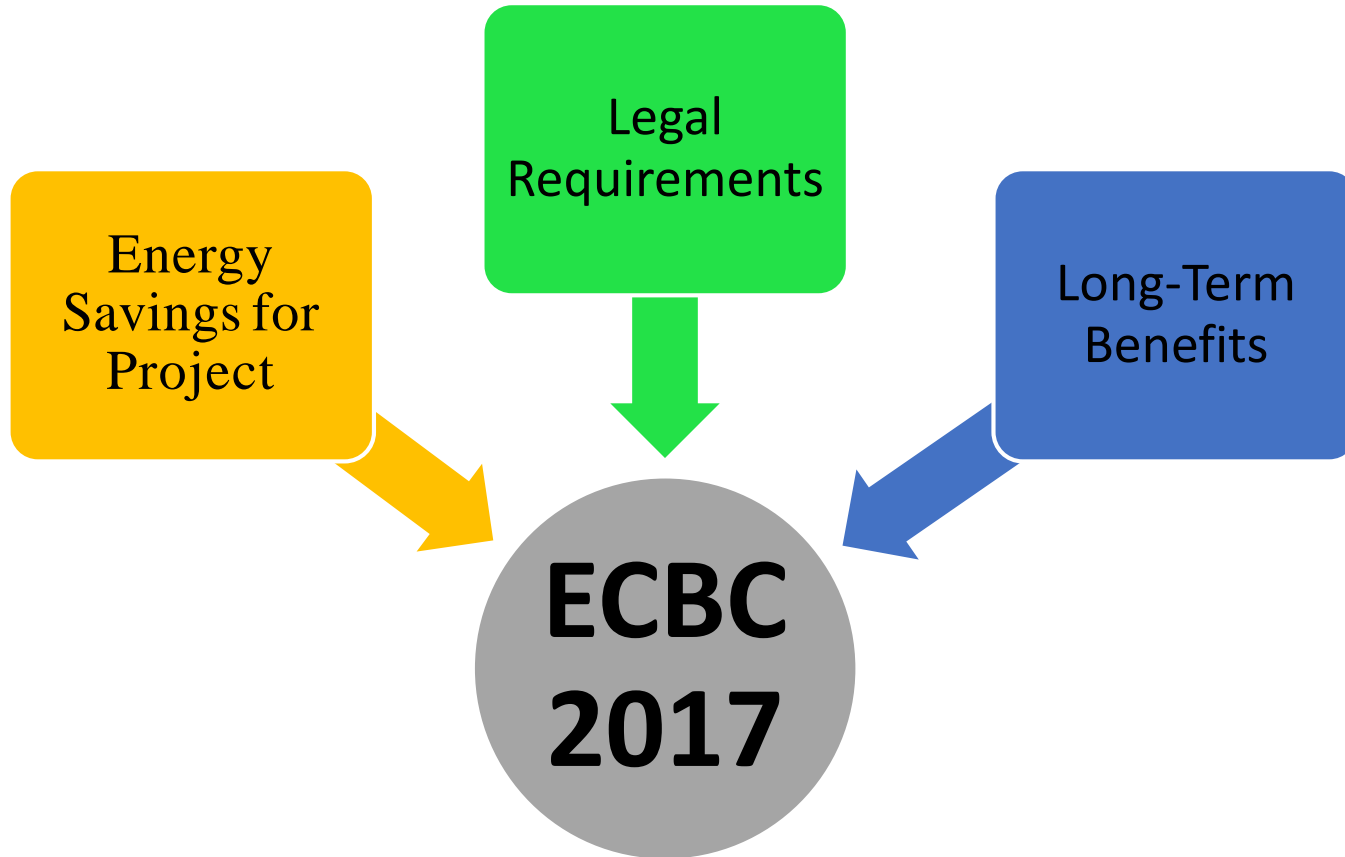 Legal
Requirements
Energy
Savings for
Project
Long-Term
Benefits
ECBC
2017